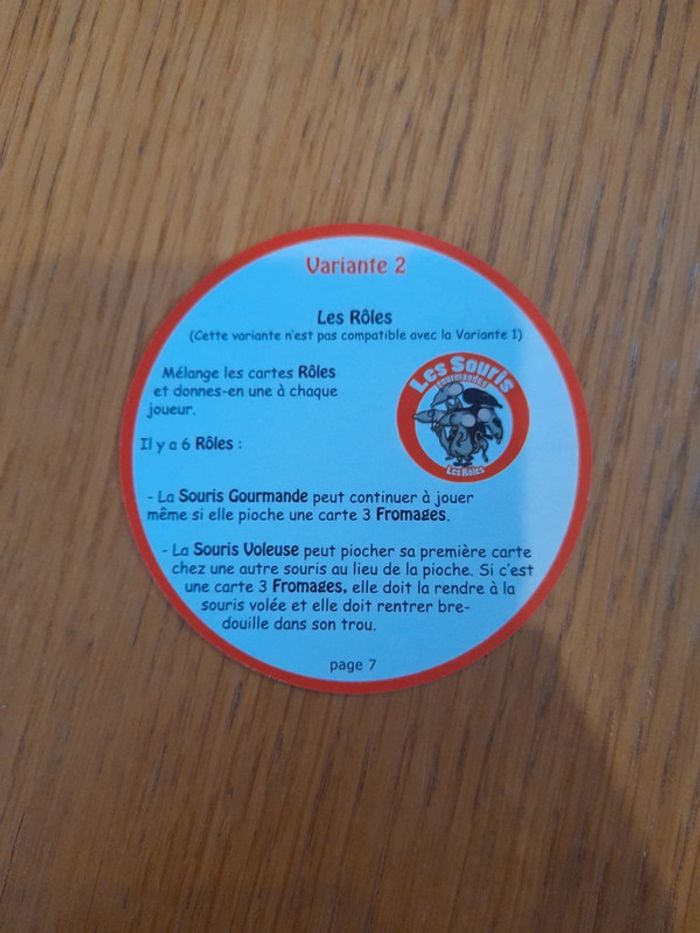 Variante 2
Les Rôles
(Cette variante n'est pas compatible avec la Variante 1)
Mélange les cartes Rôles
et donnes-en une à chaque
joueur.
Il y a 6 Rôles :
Les Souris
gourmandes
Les Rôles
- La Souris Gourmande peut continuer à jouer
même si elle pioche une carte 3 Fromages.
- La Souris Voleuse peut piocher sa première carte
chez une autre souris au lieu de la pioche. Si c'est
une carte 3 Fromages, elle doit la rendre à la
souris volée et elle doit rentrer bre-
douille dans son trou.
page 7